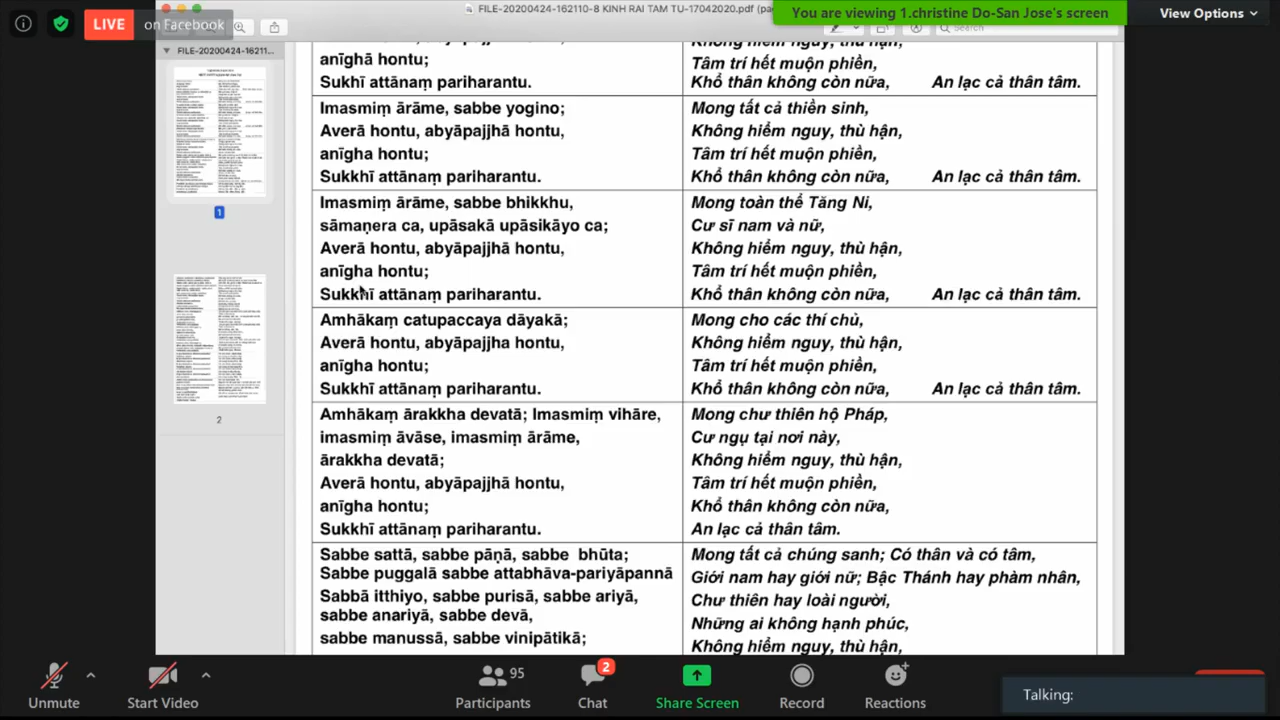 LIVE
on Facebook
FILE-20200424-162110-8 KINH RAI TAM TU-17042020.pdf
You are viewing 1.christine Do-San Jose's screen
View Options
Search
FILE-20200424-16211...
1
2
anīghā hontu;
Sukhī attānaṃ pariharantu.
Không hiểm nguy, thù hận,
Tâm trí hết muộn phiền,
Khổ thân không còn nữa, An lạc cả thân tâm.
Imasmiṃ ārāme, sabbe yogino;
Averā hontu, abyāpajjhā hontu,
anīghā hontu;
Sukhī attānaṃ pariharantu.
Mong cả thiền sinh,
Không hiểm nguy, thù hận,
Tâm trí hết muộn phiền,
Khổ thân không còn nữa, An lạc cả thân tâm.
Imasmiṃ ārāme, sabbe bhikkhu,
sāmaṇera ca, upāsakā upāsikāyo ca;
Averā hontu, abyāpajjhā hontu,
anīgha hontu;
Sukkhī attānaṃ pariharantu.
Mong toàn thể Tăng Ni,
Cư sĩ nam và nữ,
Không hiểm nguy, thù hận,
Tâm trí hết muộn phiền,
Khổ thân không còn nữa, An lạc cả thân tâm.
Averā hontu, abyāpajjhā hontu,
anīgha hontu;
Sukkhī attānaṃ pariharantu.
Mong tứ sự thí chủ,
Không hiểm nguy, thù hận,
Tâm trí hết muộn phiền,
Khổ thân không còn nữa, An lạc cả thân tâm.
Amhākaṃ ārakkha devatā; Imasmiṃ vihāre,
imasmiṃ āvāse, imasmiṃ ārāme,
ārakkha devatā;
Averā hontu, abyāpajjhā hontu,
anīgha hontu;
Sukkhī attānaṃ pariharantu.
Mong chư thiên hộ Pháp,
Cư ngụ tại nơi này,
Không hiểm nguy, thù hận,
Tâm trí hết muộn phiền,
Khổ thân không còn nữa,
An lạc cả thân tâm.
Sabbe sattā, sabbe pāṇā, sabbe bhūta;
Sabbe puggalā sabbe attabhāva-pariyāpannā
Sabbā itthiyo, sabbe purisā, sabbe ariyā,
sabbe anariyā, sabbe devā,
sabbe manussā, sabbe vinipātikā;
Mong tất cả chúng sanh; Có thân và có tâm,
Giới nam hay giới nữ; Bậc Thánh hay phàm nhân,
Chư thiên hay loài người,
Những ai không hạnh phúc,
Không hiểm nguy, thù hận,
Unmute
Start Video
95
Participants
2
Chat
Share Screen
Record
Reactions
Talking: